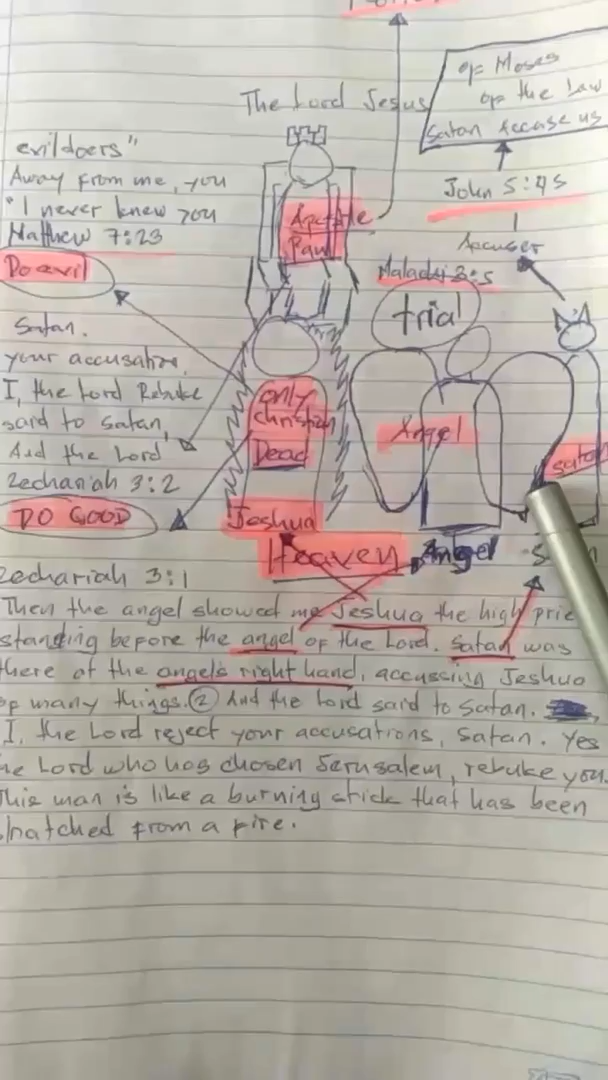 The Lord Jesus
of Moses
of the law
Satan Accuse us
John 5:45
Accuser
evildoers"
Away from me, you
"I never knew you
Matthew 7:23
Do evil
Apostle
Paul
Malachi 3:5
trial
Satan.
your accusation,
I, the Lord Rebuke
said to Satan,
And the Lord
Zechariah 3:2
DO GOOD
only
Christian
Dead
Jeshua
Heaven
Angel
Angel
Satan
Zechariah 3:1
Then the angel showed me Jeshua the high
standing before the angel of the Lord. Satan was
there at the angels right hand, accussing Jeshua
of many things. ② And the Lord said to Satan.
I, the Lord reject your accusations, Satan. Yes
the Lord who has chosen Jerusalem, rebuke you.
This man is like a burning stick that has been
snatched from a fire.